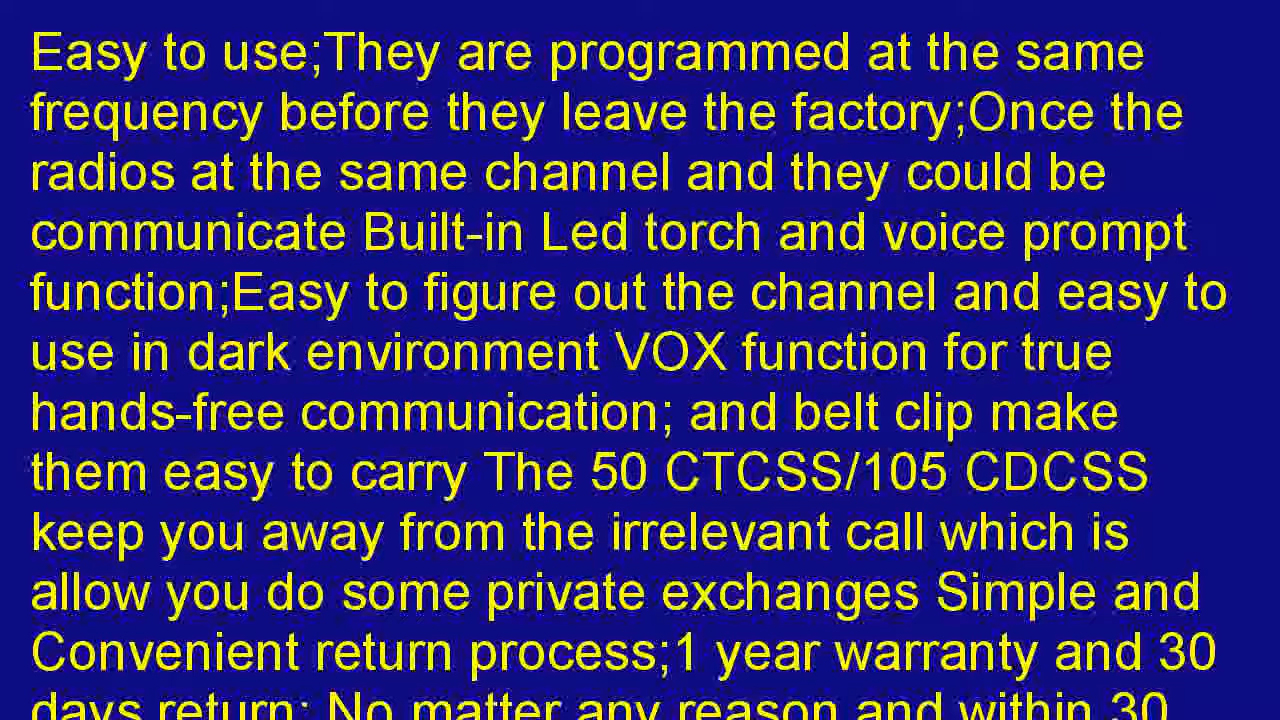 Easy to use;They are programmed at the same
frequency before they leave the factory;Once the
radios at the same channel and they could be
communicate Built-in Led torch and voice prompt
function;Easy to figure out the channel and easy to
use in dark environment VOX function for true
hands-free communication; and belt clip make
them easy to carry The 50 CTCSS/105 CDCSS
keep you away from the irrelevant call which is
allow you do some private exchanges Simple and
Convenient return process;1 year warranty and 30
days return; No matter any reason and within 30